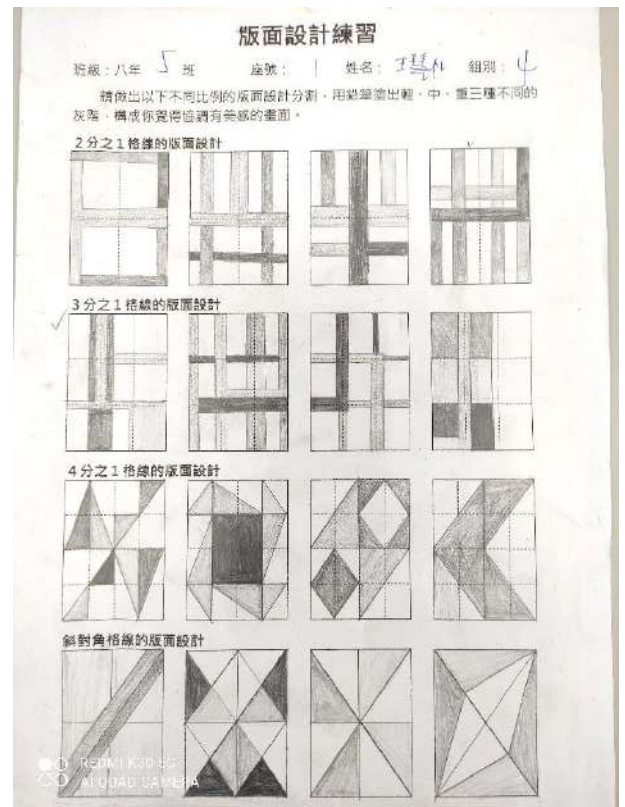 版面設計練習
班級：八年 5 班 座號： 1 姓名： 組別： 4
請做出以下不同比例的版面設計分割，用鉛筆塗出輕、中、重三種不同的
灰階，構成你覺得協調有美感的畫面。
2分之1格線的版面設計
3分之1格線的版面設計
4分之1格線的版面設計
斜對角格線的版面設計
REDMI K30 5G
AI QUAD CAMERA